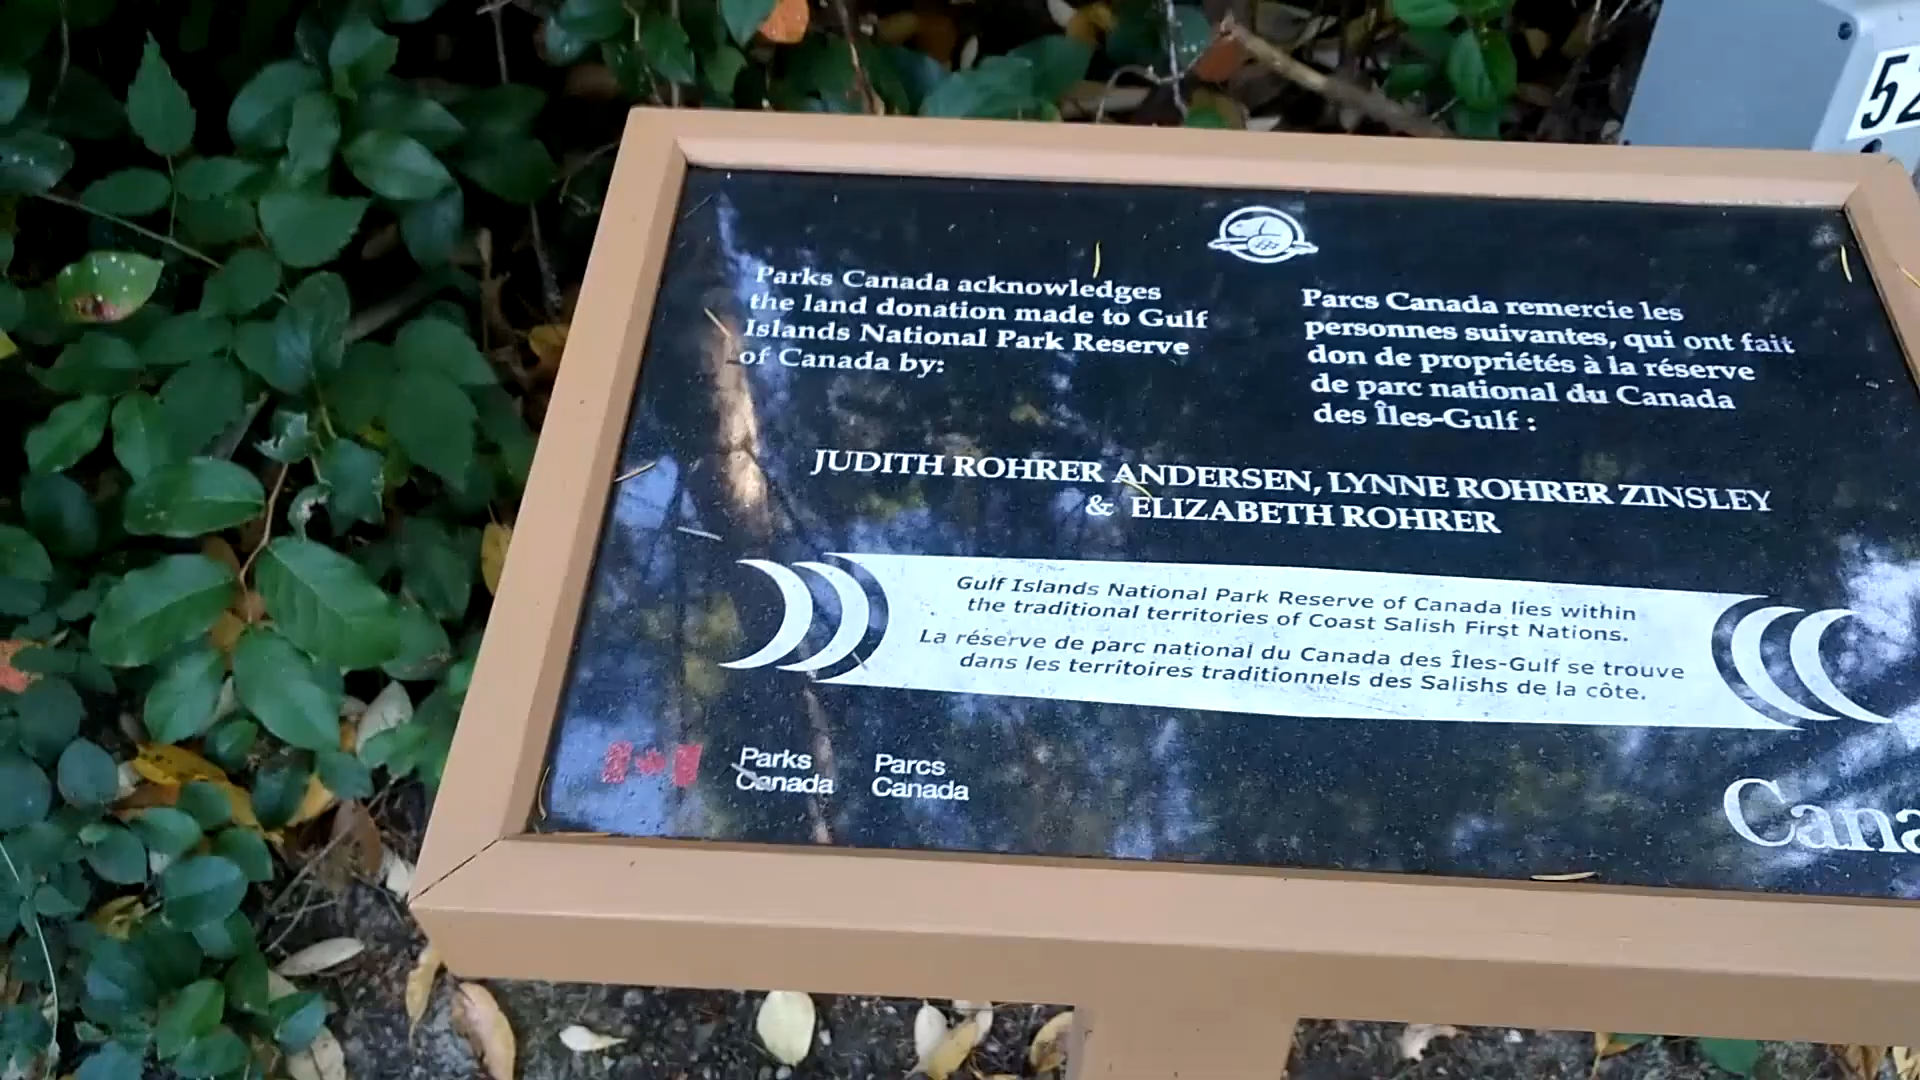 52
Parks Canada acknowledges
the land donation made to Gulf
Islands National Park Reserve
of Canada by:
Parcs Canada remercie les
personnes suivantes, qui ont fait
don de propriétés à la réserve
de parc national du Canada
des Îles-Gulf :
JUDITH ROHRER ANDERSEN, LYNNE ROHRER ZINSLEY
& ELIZABETH ROHRER
Gulf Islands National Park Reserve of Canada lies within
the traditional territories of Coast Salish First Nations.
La réserve de parc national du Canada des Îles-Gulf se trouve
dans les territoires traditionnels des Salishs de la côte.
Parks
Canada
Parcs
Canada
Cana